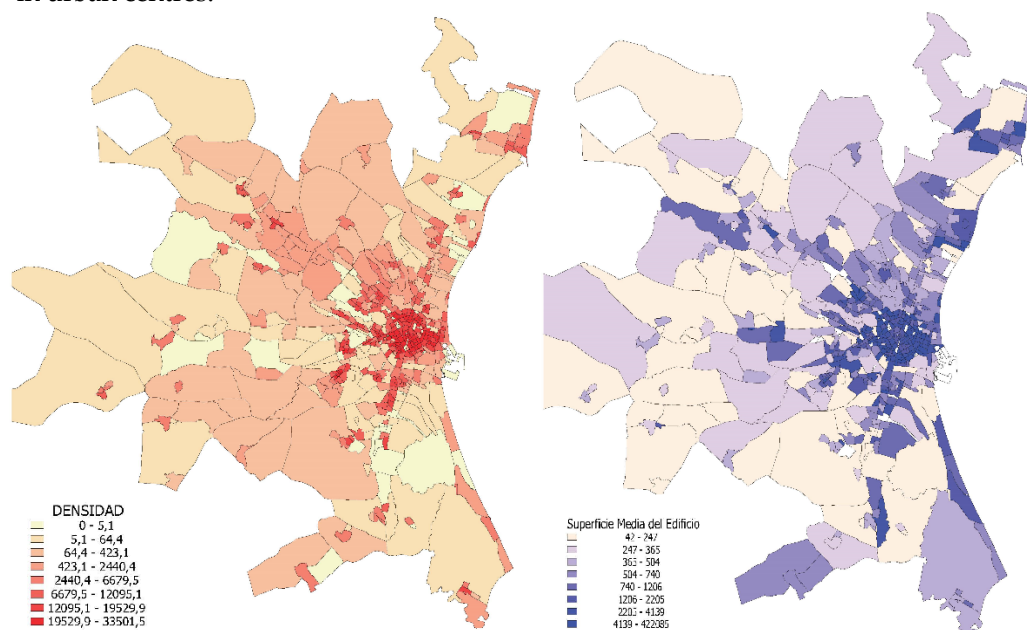 in urban centres.
DENSIDAD
0 - 5,1
5,1 - 64,4
64,4 - 423,1
423,1 - 2440,4
2440,4 - 6679,5
6679,5 - 12095,1
12095,1 - 19529,9
19529,9 - 33501,5
Superficie Media del Edificio
42 - 247
247 - 365
365 - 504
504 - 740
740 - 1206
1206 - 2205
2205 - 4139
4139 - 422085